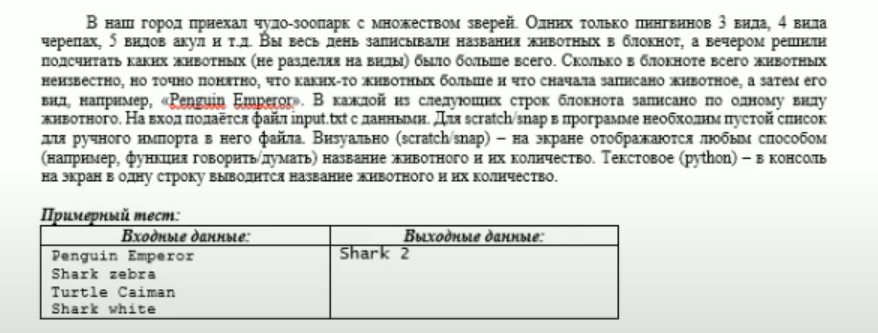 В наш город приехал чудо-зоопарк с множеством зверей. Одних только пингвинов 3 вида, 4 вида
черепах, 5 видов акул и т.д. Вы весь день записывали названия животных в блокнот, а вечером решили
подсчитать каких животных (не разделяя на виды) было больше всего. Сколько в блокноте всего животных
неизвестно, но точно понятно, что каких-то животных больше и что сначала записано животное, а затем его
вид, например, «Penguin Emperor». В каждой из следующих строк блокнота записано по одному виду
животного. На вход подаётся файл input.txt с данными. Для scratch/snap в программе необходим пустой список
для ручного импорта в него файла. Визуально (scratch/snap) – на экране отображаются любым способом
(например, функция говорить/думать) название животного и их количество. Текстовое (python) – в консоль
на экран в одну строку выводится название животного и их количество.
Примерный тест:
Входные данные: Выходные данные:
Penguin Emperor Shark 2
Shark zebra
Turtle Caiman
Shark white